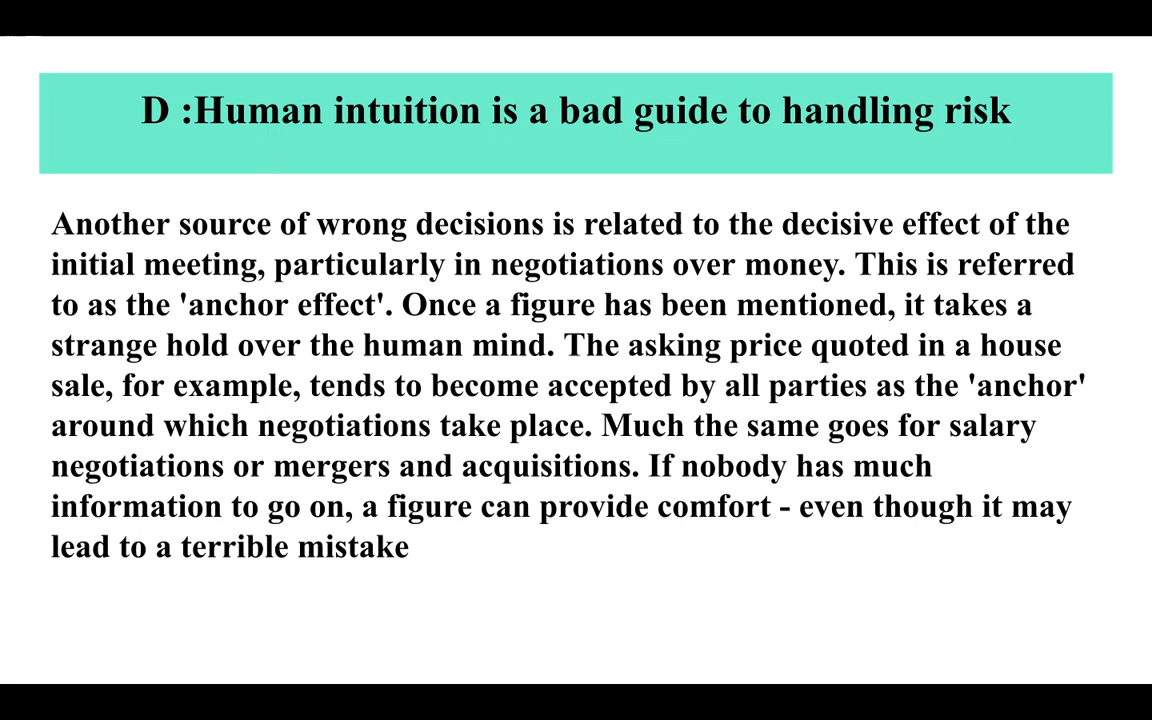 D :Human intuition is a bad guide to handling risk
Another source of wrong decisions is related to the decisive effect of the
initial meeting, particularly in negotiations over money. This is referred
to as the 'anchor effect'. Once a figure has been mentioned, it takes a
strange hold over the human mind. The asking price quoted in a house
sale, for example, tends to become accepted by all parties as the 'anchor'
around which negotiations take place. Much the same goes for salary
negotiations or mergers and acquisitions. If nobody has much
information to go on, a figure can provide comfort - even though it may
lead to a terrible mistake